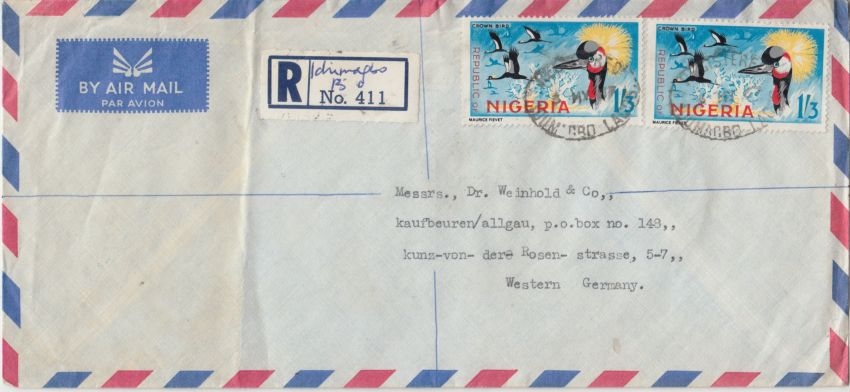 BY AIR MAIL
PAR AVION
R
Idumagbo
No. 411
CROWN BIRD
REPUBLIC of
NIGERIA
1/3
MAURICE FIEVET
CROWN BIRD
REPUBLIC of
NIGERIA
1/3
MAURICE FIEVET
Messrs., Dr. Weinhold & Co,,
kaufbeuren/allgau, p.o.box no. 148,,
kunz-von- dere Rosen- strasse, 5-7,,
Western Germany.